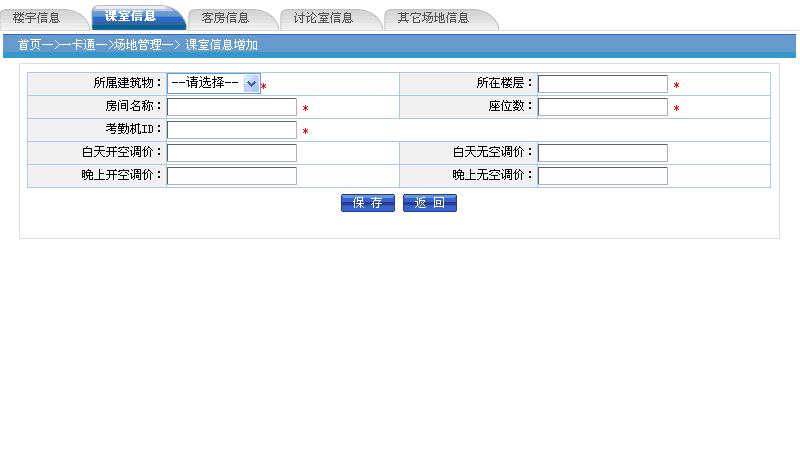 楼宇信息 课室信息 客房信息 讨论室信息 其它场地信息
首页—>一卡通—>场地管理—> 课室信息增加
所属建筑物： --请选择-- * 所在楼层： *
房间名称： * 座位数： *
考勤机ID： *
白天开空调价： 白天无空调价：
晚上开空调价： 晚上无空调价：
保 存 返 回